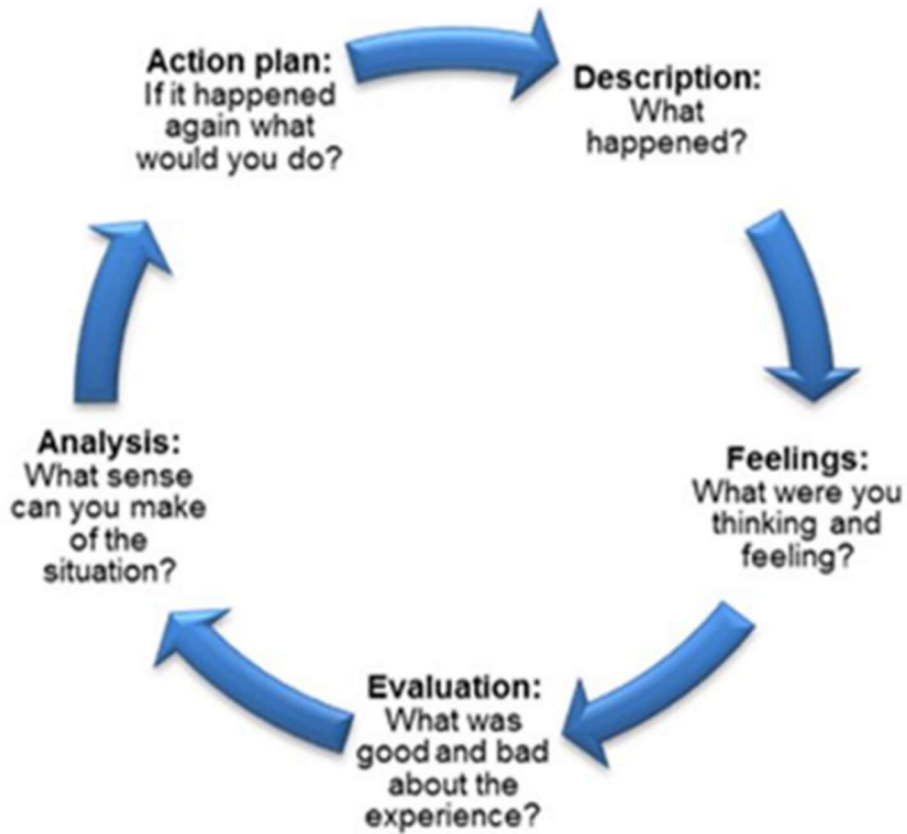 Action plan:
If it happened
again what
would you do?
Description:
What
happened?
Feelings:
What were you
thinking and
feeling?
Evaluation:
What was
good and bad
about the
experience?
Analysis:
What sense
can you make
of the
situation?